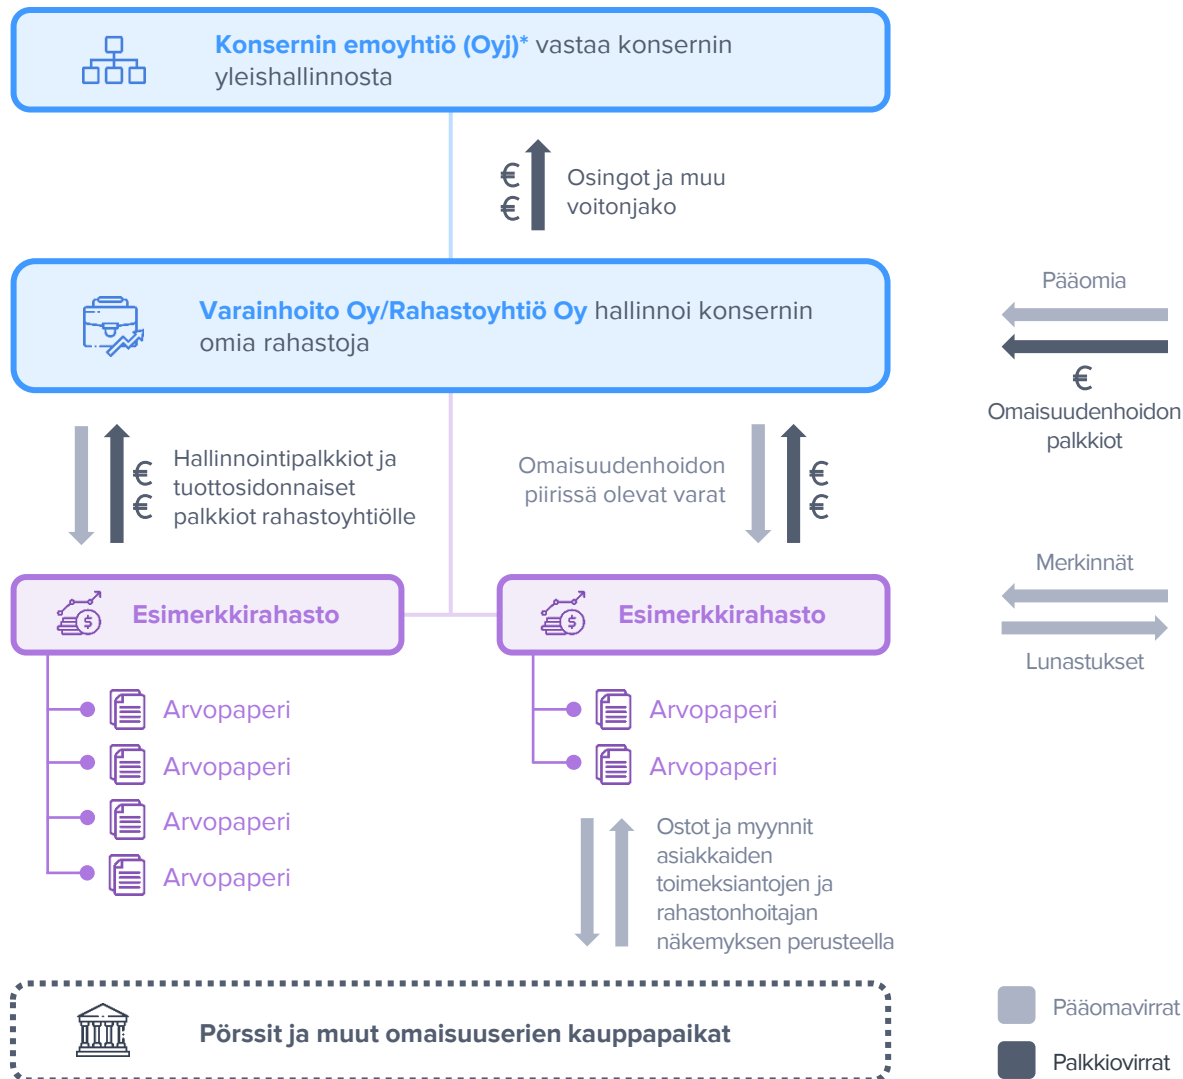 Konsernin emoyhtiö (Oyj)* vastaa konsernin
yleishallinnosta
€
€
Osingot ja muu
voitonjako
Varainhoito Oy/Rahastoyhtiö Oy hallinnoi konsernin
omia rahastoja
Pääomia
€
Omaisuudenhoidon
palkkiot
€
€
Hallinnointipalkkiot ja
tuottosidonnaiset
palkkiot rahastoyhtiölle
Omaisuudenhoidon
piirissä olevat varat
€
€
Merkinnät
Lunastukset
$ Esimerkkirahasto
$ Esimerkkirahasto
Arvopaperi
Arvopaperi
Arvopaperi
Arvopaperi
Arvopaperi
Arvopaperi
Ostot ja myynnit
asiakkaiden
toimeksiantojen ja
rahastonhoitajan
näkemyksen perusteella
Pörssit ja muut omaisuuserien kauppapaikat
Pääomavirrat
Palkkiovirrat